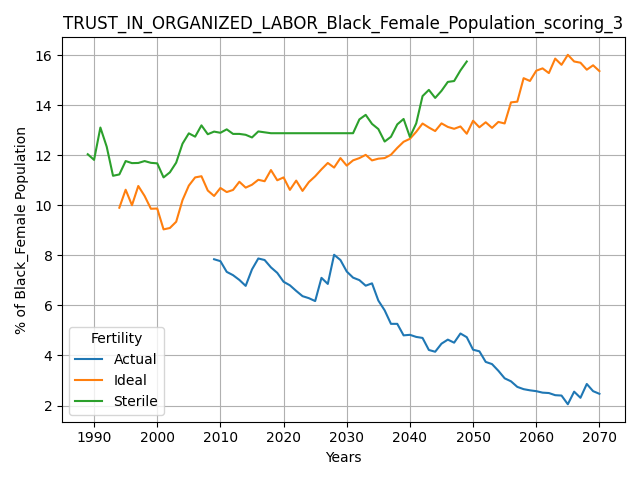 TRUST_IN_ORGANIZED_LABOR_Black_Female_Population_scoring_3
% of Black_Female Population
16
14
12
10
8
6
4
2
Fertility
Actual
Ideal
Sterile
1990 2000 2010 2020 2030 2040 2050 2060 2070
Years